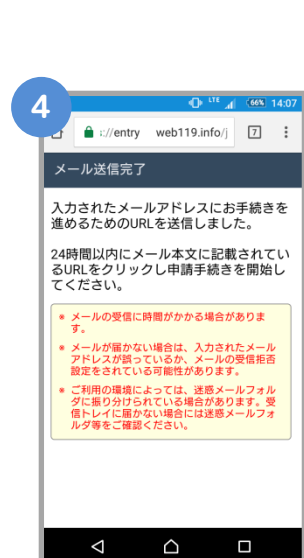 4
LTE 66% 14:07
://entry web119.info/j 7
メール送信完了
入力されたメールアドレスにお手続きを
進めるためのURLを送信しました。
24時間以内にメール本文に記載されてい
るURLをクリックし申請手続きを開始し
てください。
* メールの受信に時間がかかる場合がありま
す。
* メールが届かない場合は、入力されたメール
アドレスが誤っているか、メールの受信拒否
設定をされている可能性があります。
* ご利用の環境によっては、迷惑メールフォル
ダに振り分けられている場合があります。受
信トレイに届かない場合には迷惑メールフォ
ルダ等をご確認ください。